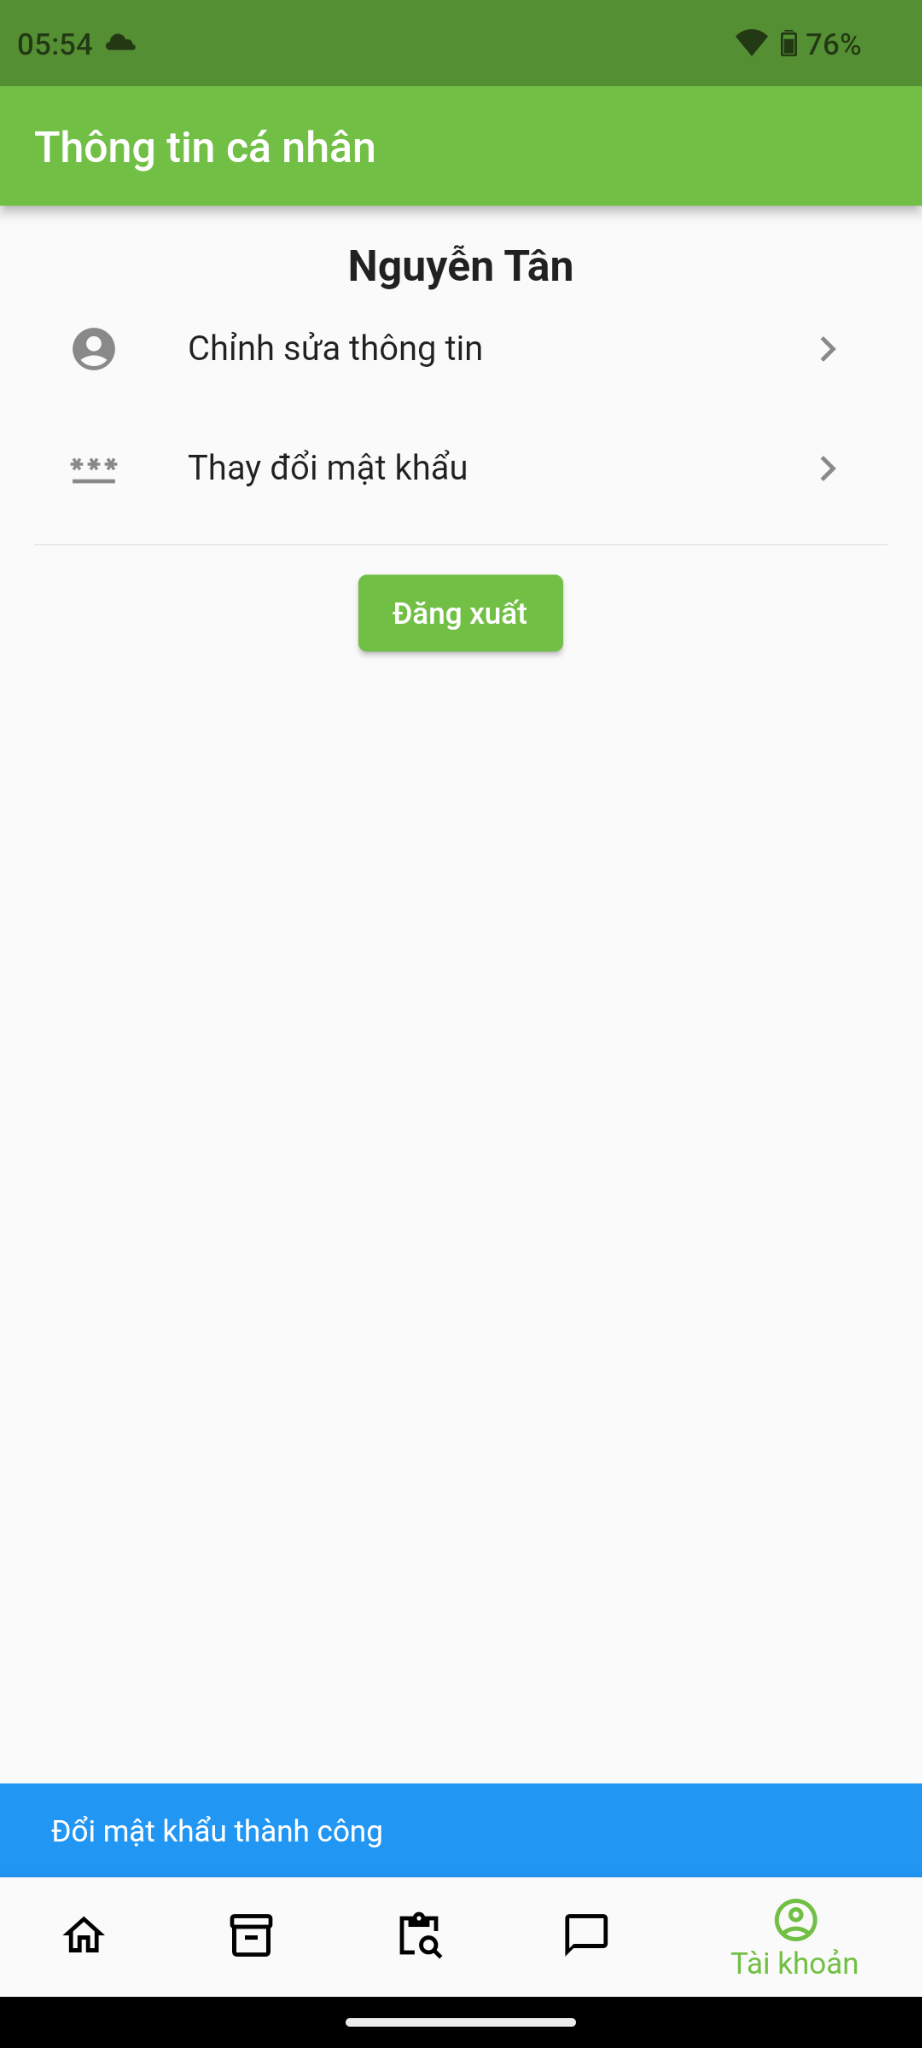 05:54
76%
Thông tin cá nhân
Nguyễn Tân
Chỉnh sửa thông tin
***
Thay đổi mật khẩu
Đăng xuất
Đổi mật khẩu thành công
Tài khoản